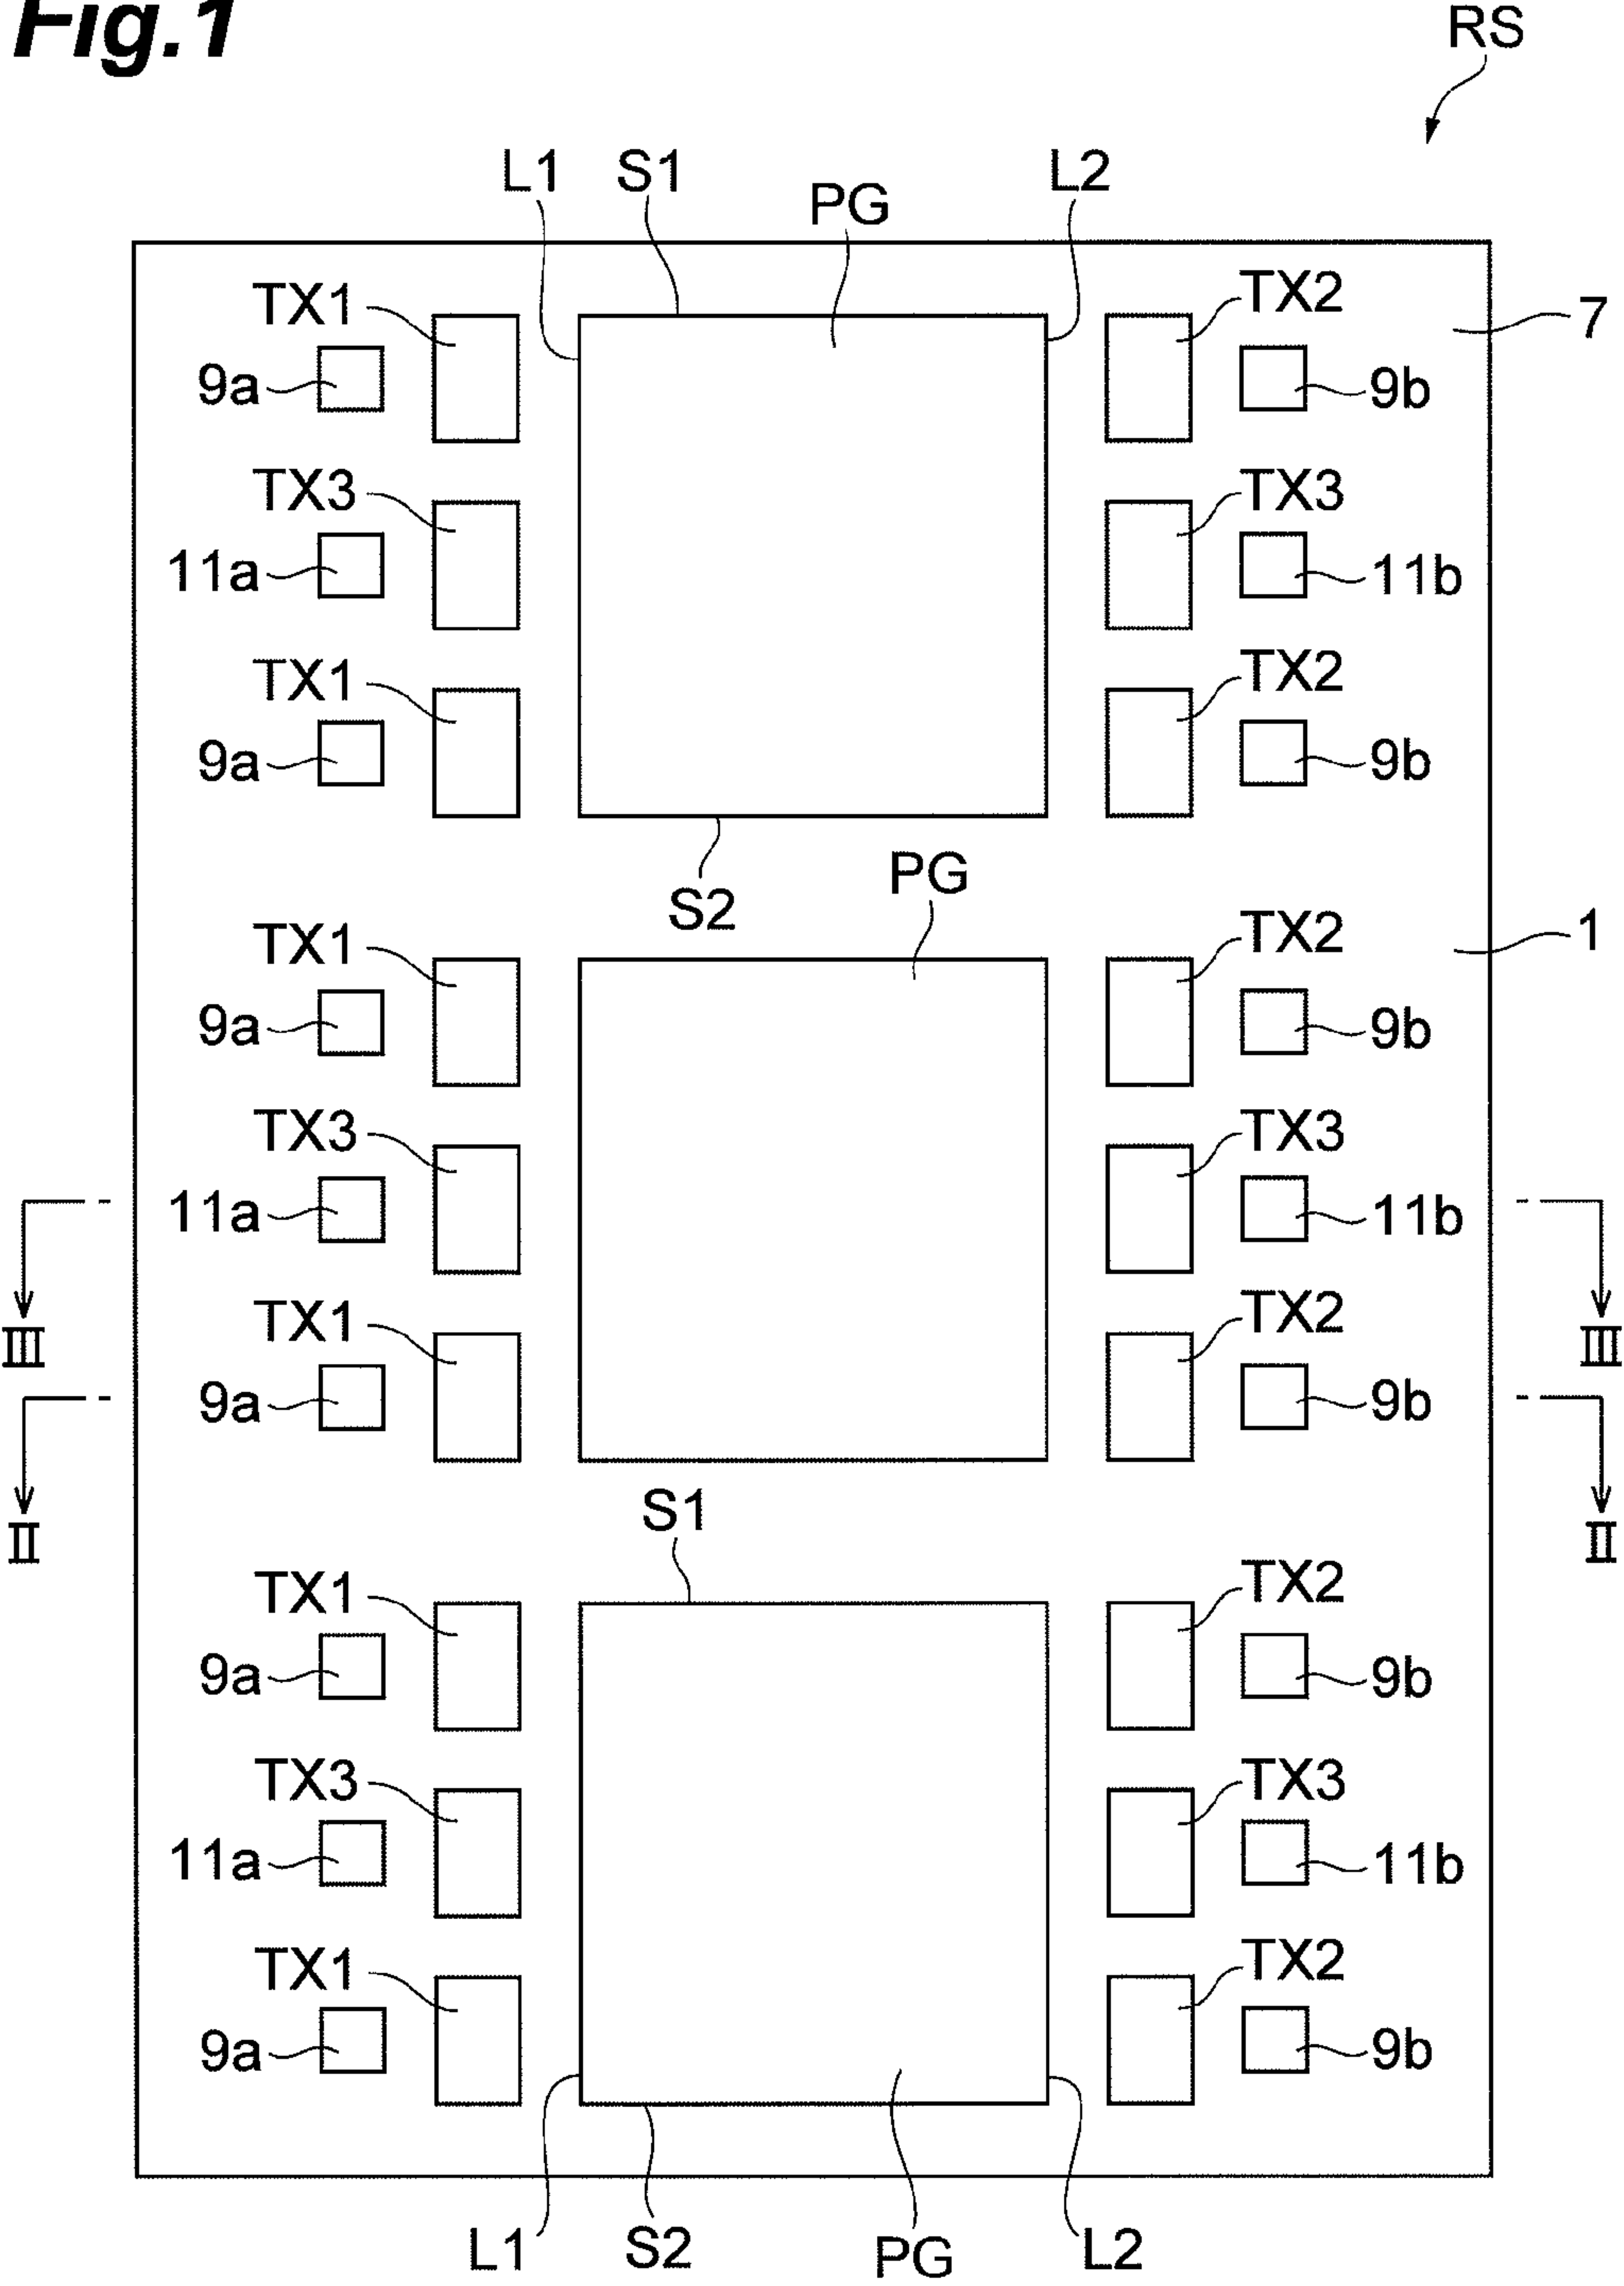 Fig.1
RS
L1 S1 PG L2
TX1 TX2 7
9a 9b
TX3 TX3
11a 11b
TX1 TX2
9a 9b
S2 PG
TX1 TX2 1
9a 9b
TX3 TX3
11a 11b
III III
TX1 TX2
9a 9b
II II
S1
TX1 TX2
9a 9b
TX3 TX3
11a 11b
TX1 TX2
9a 9b
L1 S2 PG L2